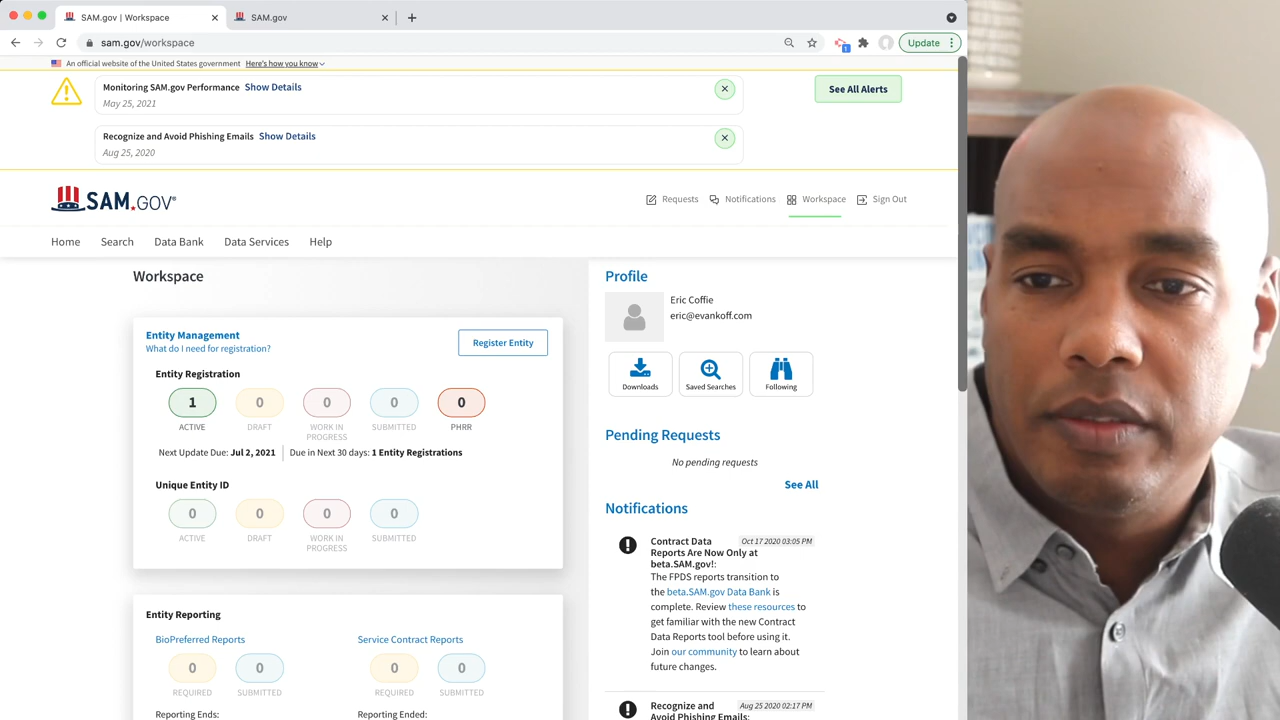 SAM.gov | Workspace
SAM.gov
sam.gov/workspace
1
Update
An official website of the United States government Here's how you know
Monitoring SAM.gov Performance Show Details
May 25, 2021
See All Alerts
Recognize and Avoid Phishing Emails Show Details
Aug 25, 2020
SAM.GOV®
Requests
Notifications
Workspace
Sign Out
Home
Search
Data Bank
Data Services
Help
Workspace
Entity Management
What do I need for registration?
Register Entity
Entity Registration
1
0
0
0
0
ACTIVE
DRAFT
WORK IN
PROGRESS
SUBMITTED
PHRR
Next Update Due: Jul 2, 2021
Due in Next 30 days: 1 Entity Registrations
Unique Entity ID
0
0
0
0
ACTIVE
DRAFT
WORK IN
PROGRESS
SUBMITTED
Entity Reporting
BioPreferred Reports
Service Contract Reports
0
0
0
0
REQUIRED
SUBMITTED
REQUIRED
SUBMITTED
Reporting Ends:
Reporting Ended:
Profile
Eric Coffie
eric@evankoff.com
Downloads
Saved Searches
Following
Pending Requests
No pending requests
See All
Notifications
Contract Data
Oct 17 2020 03:05 PM
Reports Are Now Only at
beta.SAM.gov!:
The FPDS reports transition to
the beta.SAM.gov Data Bank is
complete. Review these resources to
get familiar with the new Contract
Data Reports tool before using it.
Join our community to learn about
future changes.
Recognize and
Aug 25 2020 02:17 PM
Avoid Phishing Emails: